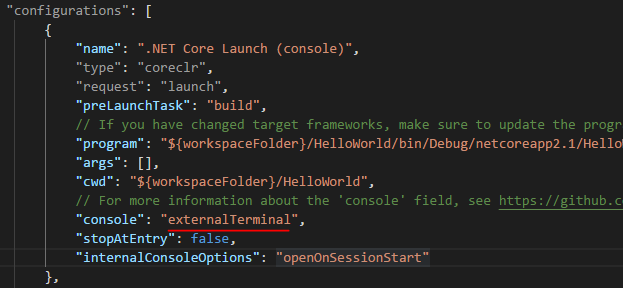 "configurations": [
{
"name": ".NET Core Launch (console)",
"type": "coreclr",
"request": "launch",
"preLaunchTask": "build",
// If you have changed target frameworks, make sure to update the progr
"program": "${workspaceFolder}/HelloWorld/bin/Debug/netcoreapp2.1/HelloW
"args": [],
"cwd": "${workspaceFolder}/HelloWorld",
// For more information about the 'console' field, see https://github.c
"console": "externalTerminal",
"stopAtEntry": false,
"internalConsoleOptions": "openOnSessionStart"
},